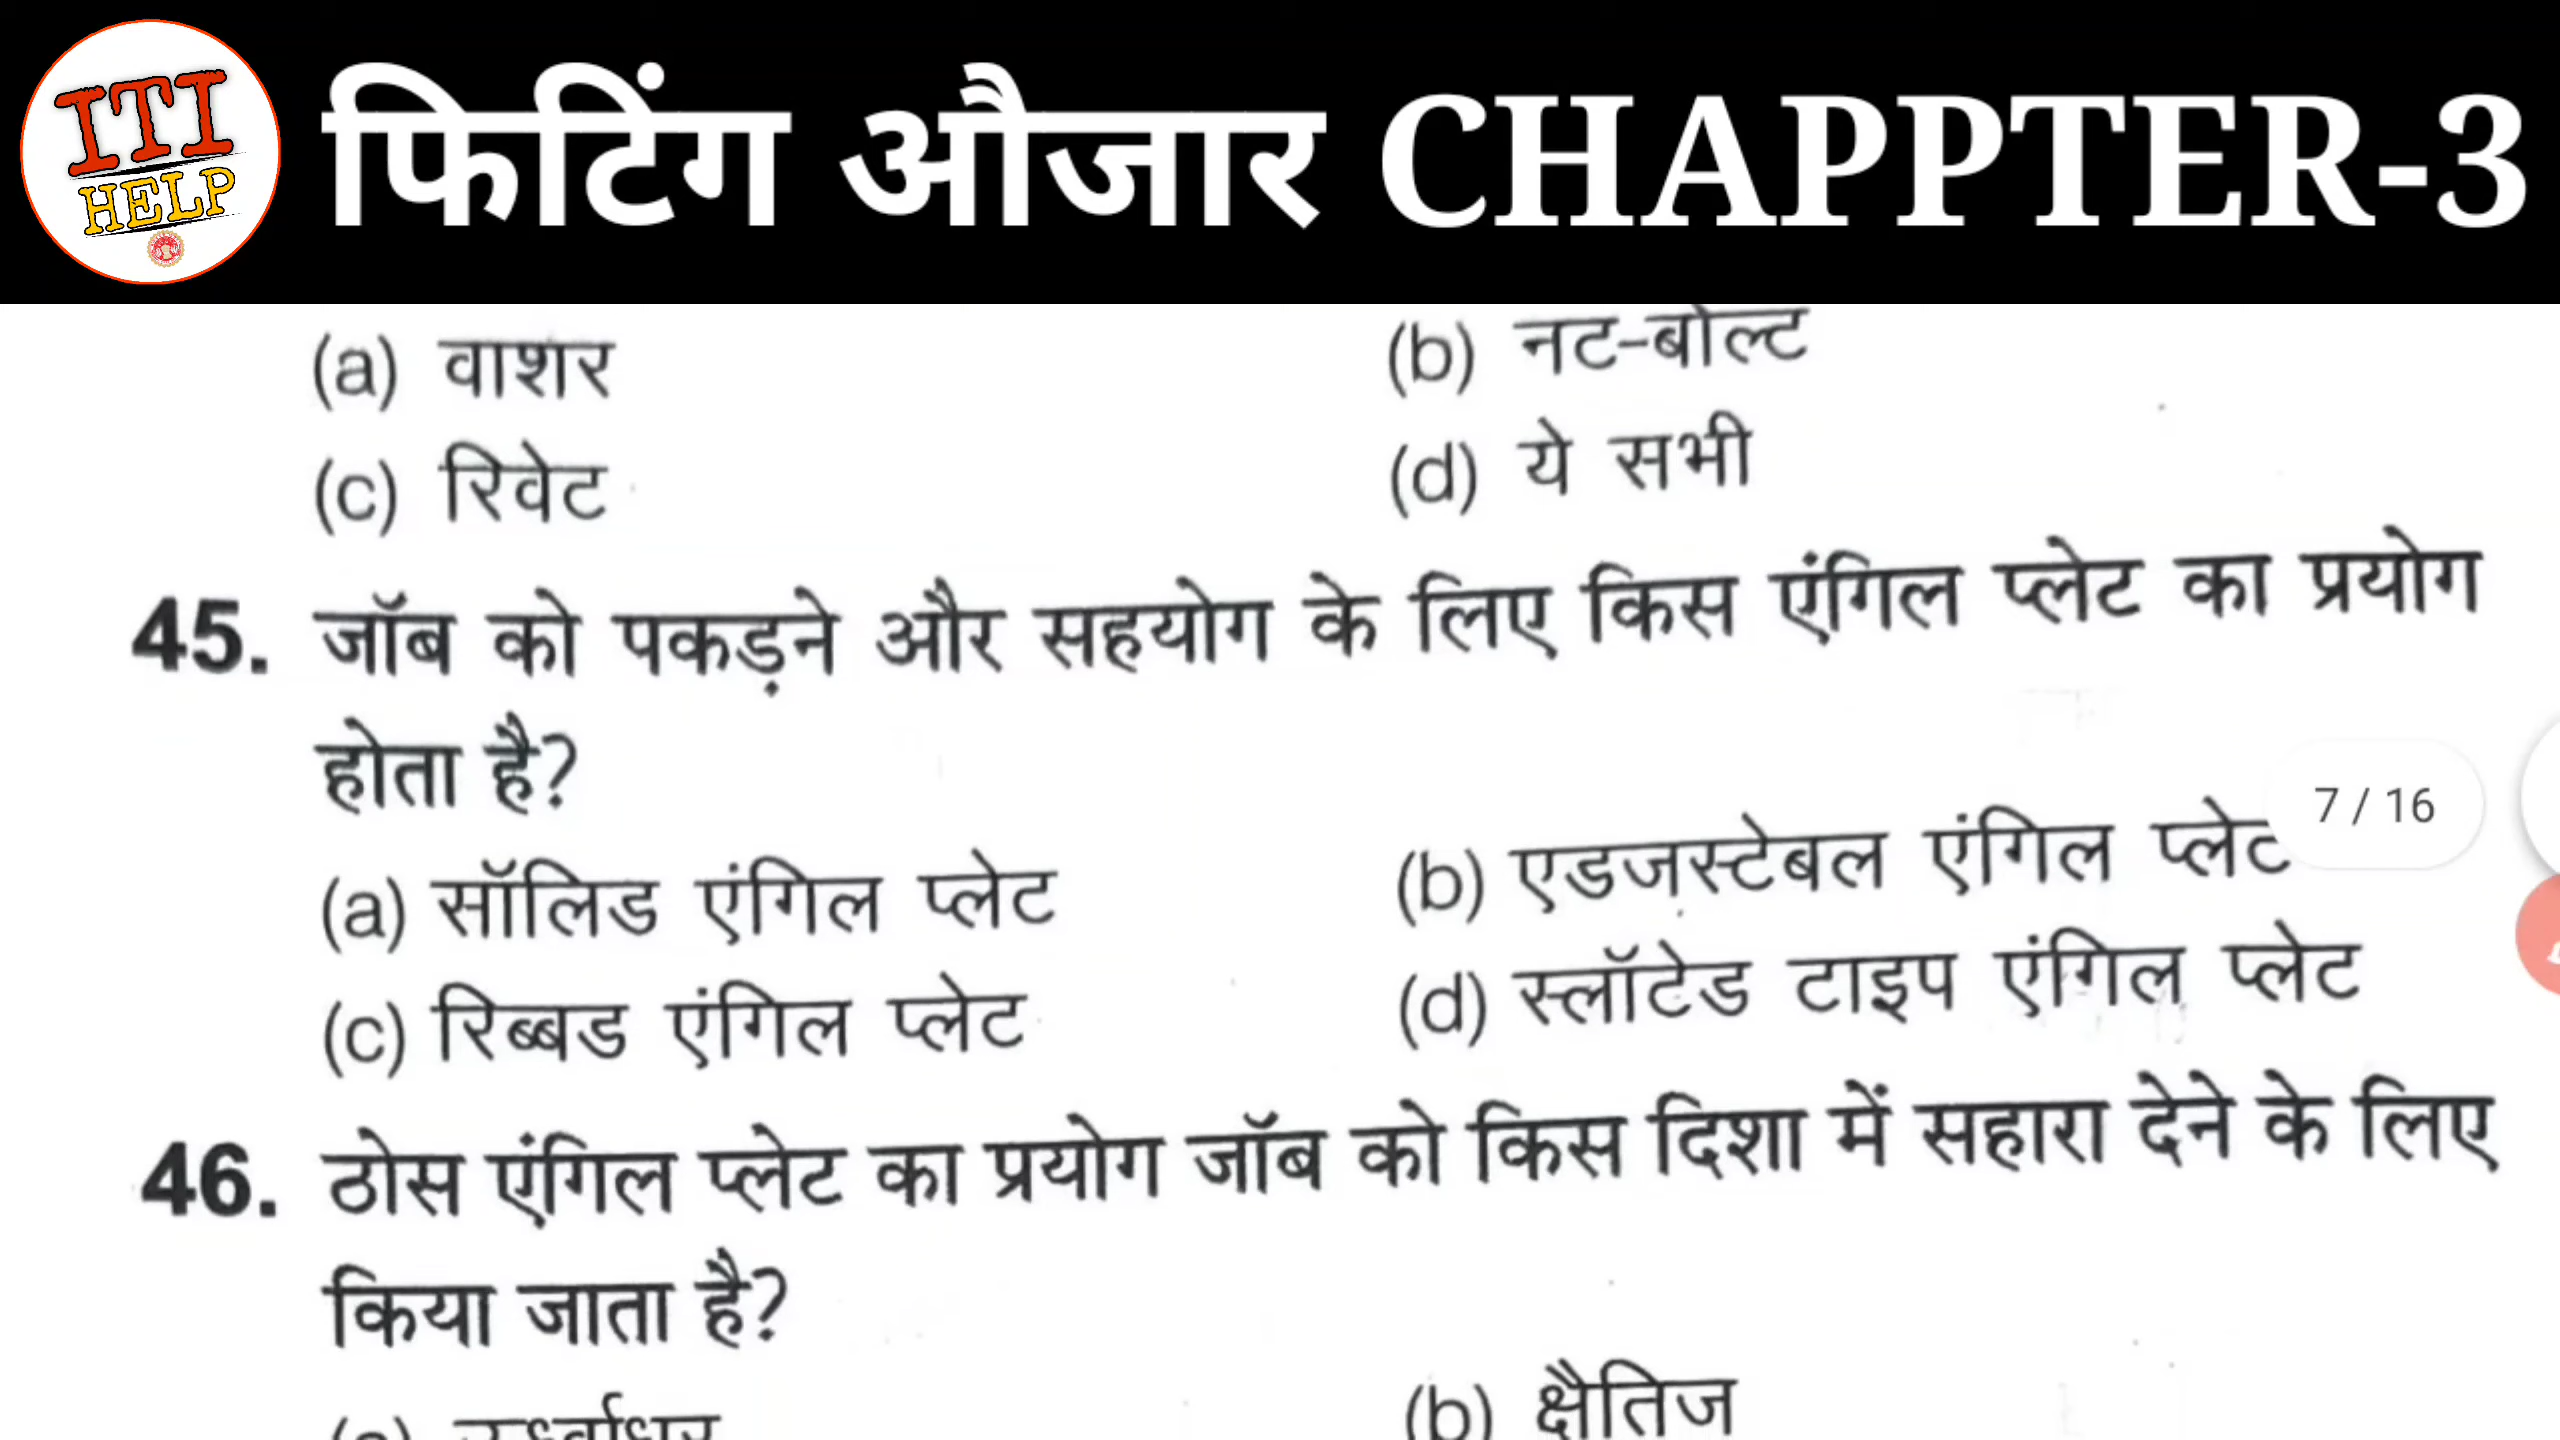 ITI
HELP
फिटिंग औजार CHAPPTER-3
(a) वाशर (b) नट-बोल्ट
(c) रिवेट (d) ये सभी
45. जॉब को पकड़ने और सहयोग के लिए किस एंगिल प्लेट का प्रयोग
होता है?
7 / 16
(a) सॉलिड एंगिल प्लेट (b) एडजस्टेबल एंगिल प्लेट
(c) रिब्बड एंगिल प्लेट (d) स्लॉटेड टाइप एंगिल प्लेट
46. ठोस एंगिल प्लेट का प्रयोग जॉब को किस दिशा में सहारा देने के लिए
किया जाता है?
(b) क्षैतिज